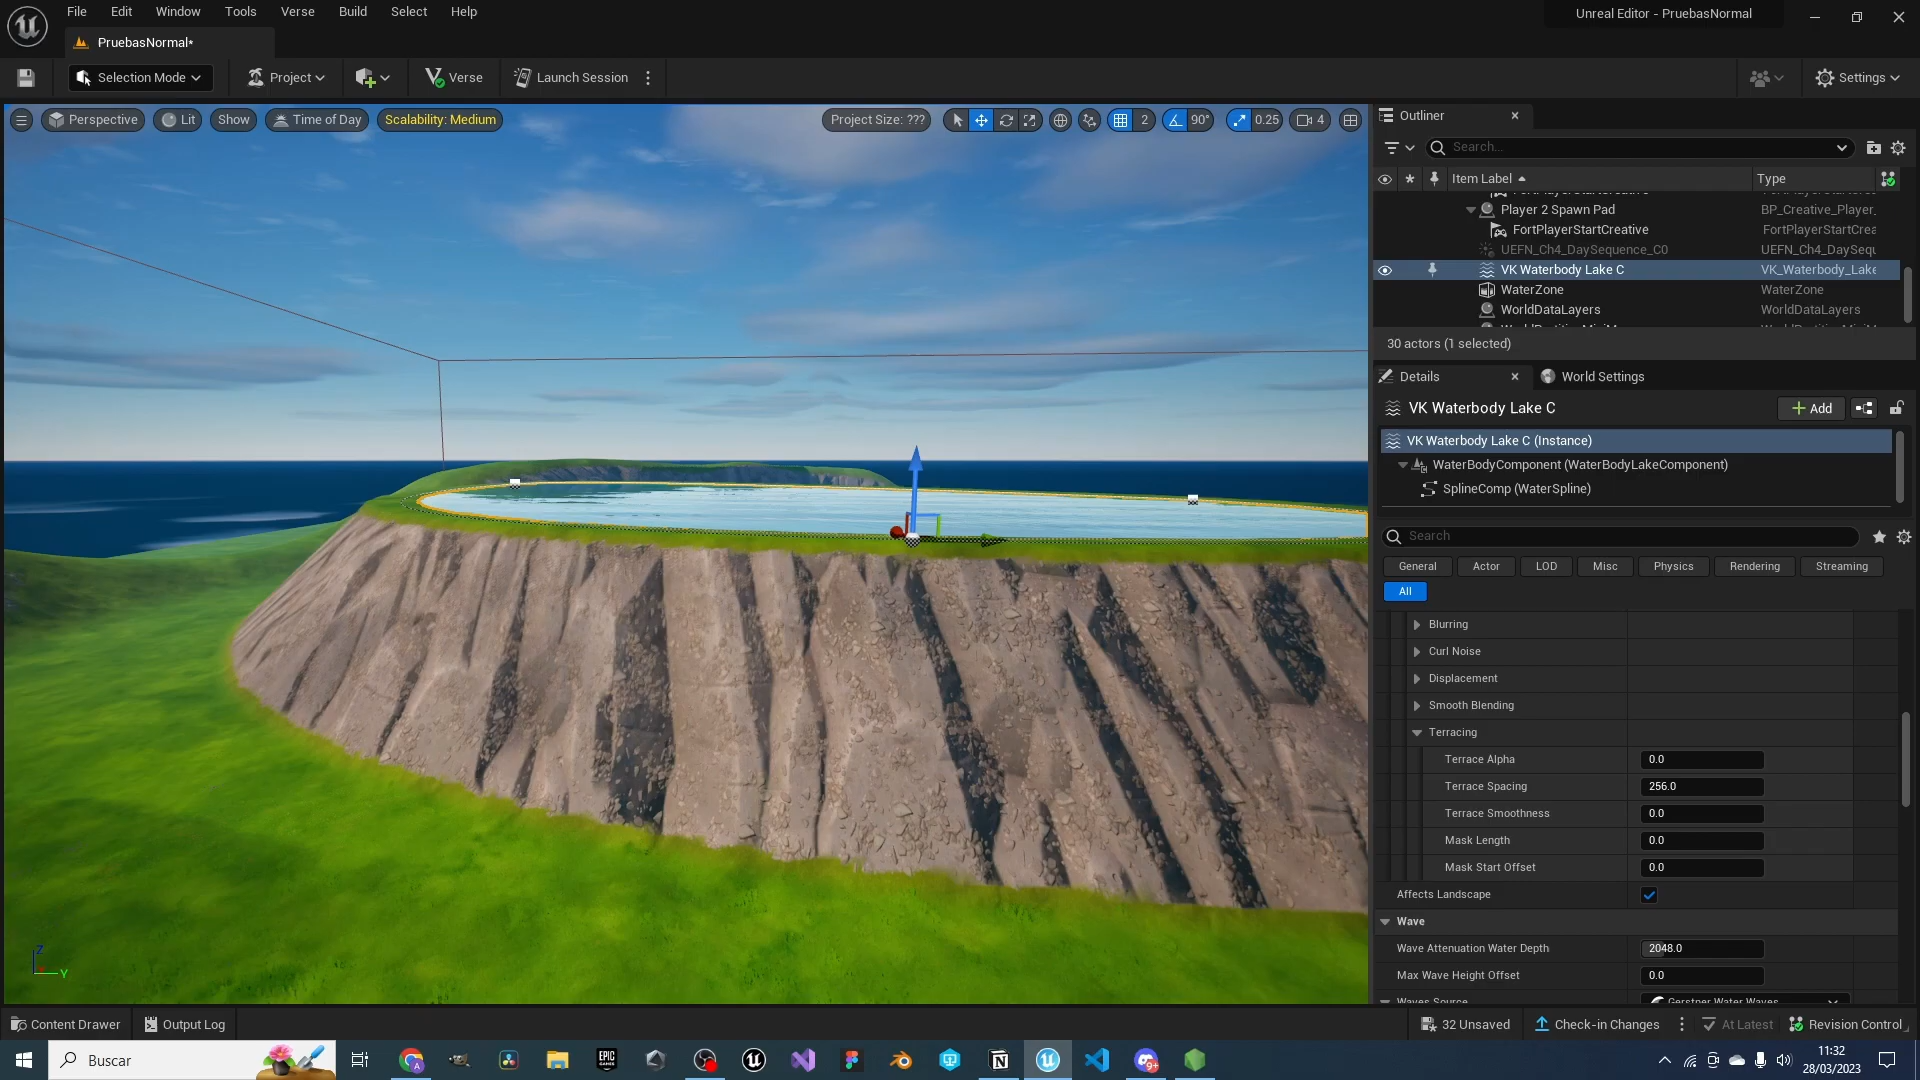 File Edit Window Tools Verse Build Select Help
Unreal Editor - PruebasNormal
PruebasNormal*
Selection Mode
Project
Verse
Launch Session
Settings
Perspective
Lit
Show
Time of Day
Scalability: Medium
Project Size: ???
2
90°
0.25
4
Outliner
Search...
Item Label
Type
Player 2 Spawn Pad BP_Creative_Player_
FortPlayerStartCreative FortPlayerStartCrea
UEFN_Ch4_DaySequence_C0 UEFN_Ch4_DaySequ
VK Waterbody Lake C VK_Waterbody_Lake
WaterZone WaterZone
WorldDataLayers WorldDataLayers
30 actors (1 selected)
Details
World Settings
VK Waterbody Lake C
Add
VK Waterbody Lake C (Instance)
WaterBodyComponent (WaterBodyLakeComponent)
SplineComp (WaterSpline)
Search
General Actor LOD Misc Physics Rendering Streaming
All
Blurring
Curl Noise
Displacement
Smooth Blending
Terracing
Terrace Alpha 0.0
Terrace Spacing 256.0
Terrace Smoothness 0.0
Mask Length 0.0
Mask Start Offset 0.0
Affects Landscape
Wave
Wave Attenuation Water Depth 2048.0
Max Wave Height Offset 0.0
Waves Source Gerstner Water Waves
Z
Y
Content Drawer
Output Log
32 Unsaved
Check-in Changes
At Latest
Revision Control
Buscar
EPIC GAMES
9+
11:32
28/03/2023